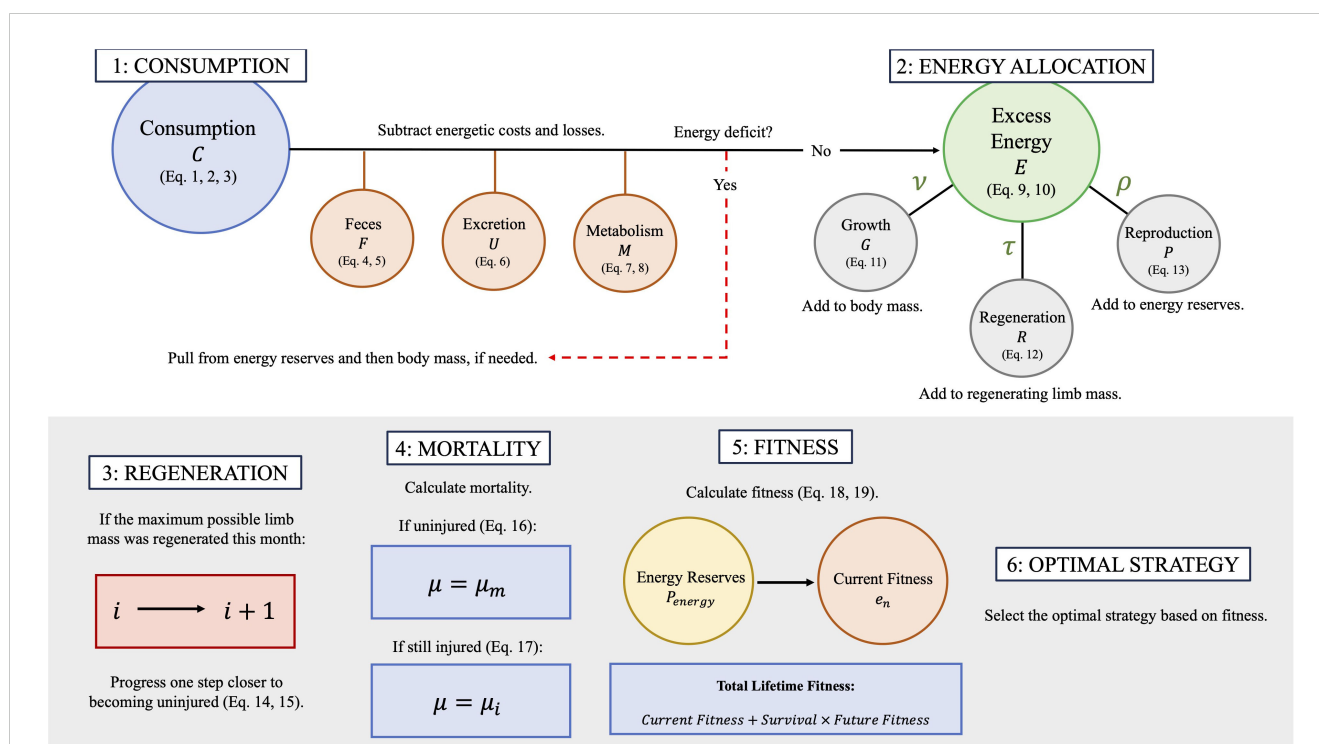 1: CONSUMPTION
Consumption
C
(Eq. 1, 2, 3)
Subtract energetic costs and losses.
Energy deficit?
No
Yes
Feces
F
(Eq. 4, 5)
Excretion
U
(Eq. 6)
Metabolism
M
(Eq. 7, 8)
Pull from energy reserves and then body mass, if needed.
2: ENERGY ALLOCATION
Excess
Energy
E
(Eq. 9, 10)
ν
τ
ρ
Growth
G
(Eq. 11)
Add to body mass.
Regeneration
R
(Eq. 12)
Add to regenerating limb mass.
Reproduction
P
(Eq. 13)
Add to energy reserves.
3: REGENERATION
If the maximum possible limb
mass was regenerated this month:
i → i + 1
Progress one step closer to
becoming uninjured (Eq. 14, 15).
4: MORTALITY
Calculate mortality.
If uninjured (Eq. 16):
μ = μm
If still injured (Eq. 17):
μ = μi
5: FITNESS
Calculate fitness (Eq. 18, 19).
Energy Reserves
Penergy
Current Fitness
en
Total Lifetime Fitness:
Current Fitness + Survival × Future Fitness
6: OPTIMAL STRATEGY
Select the optimal strategy based on fitness.